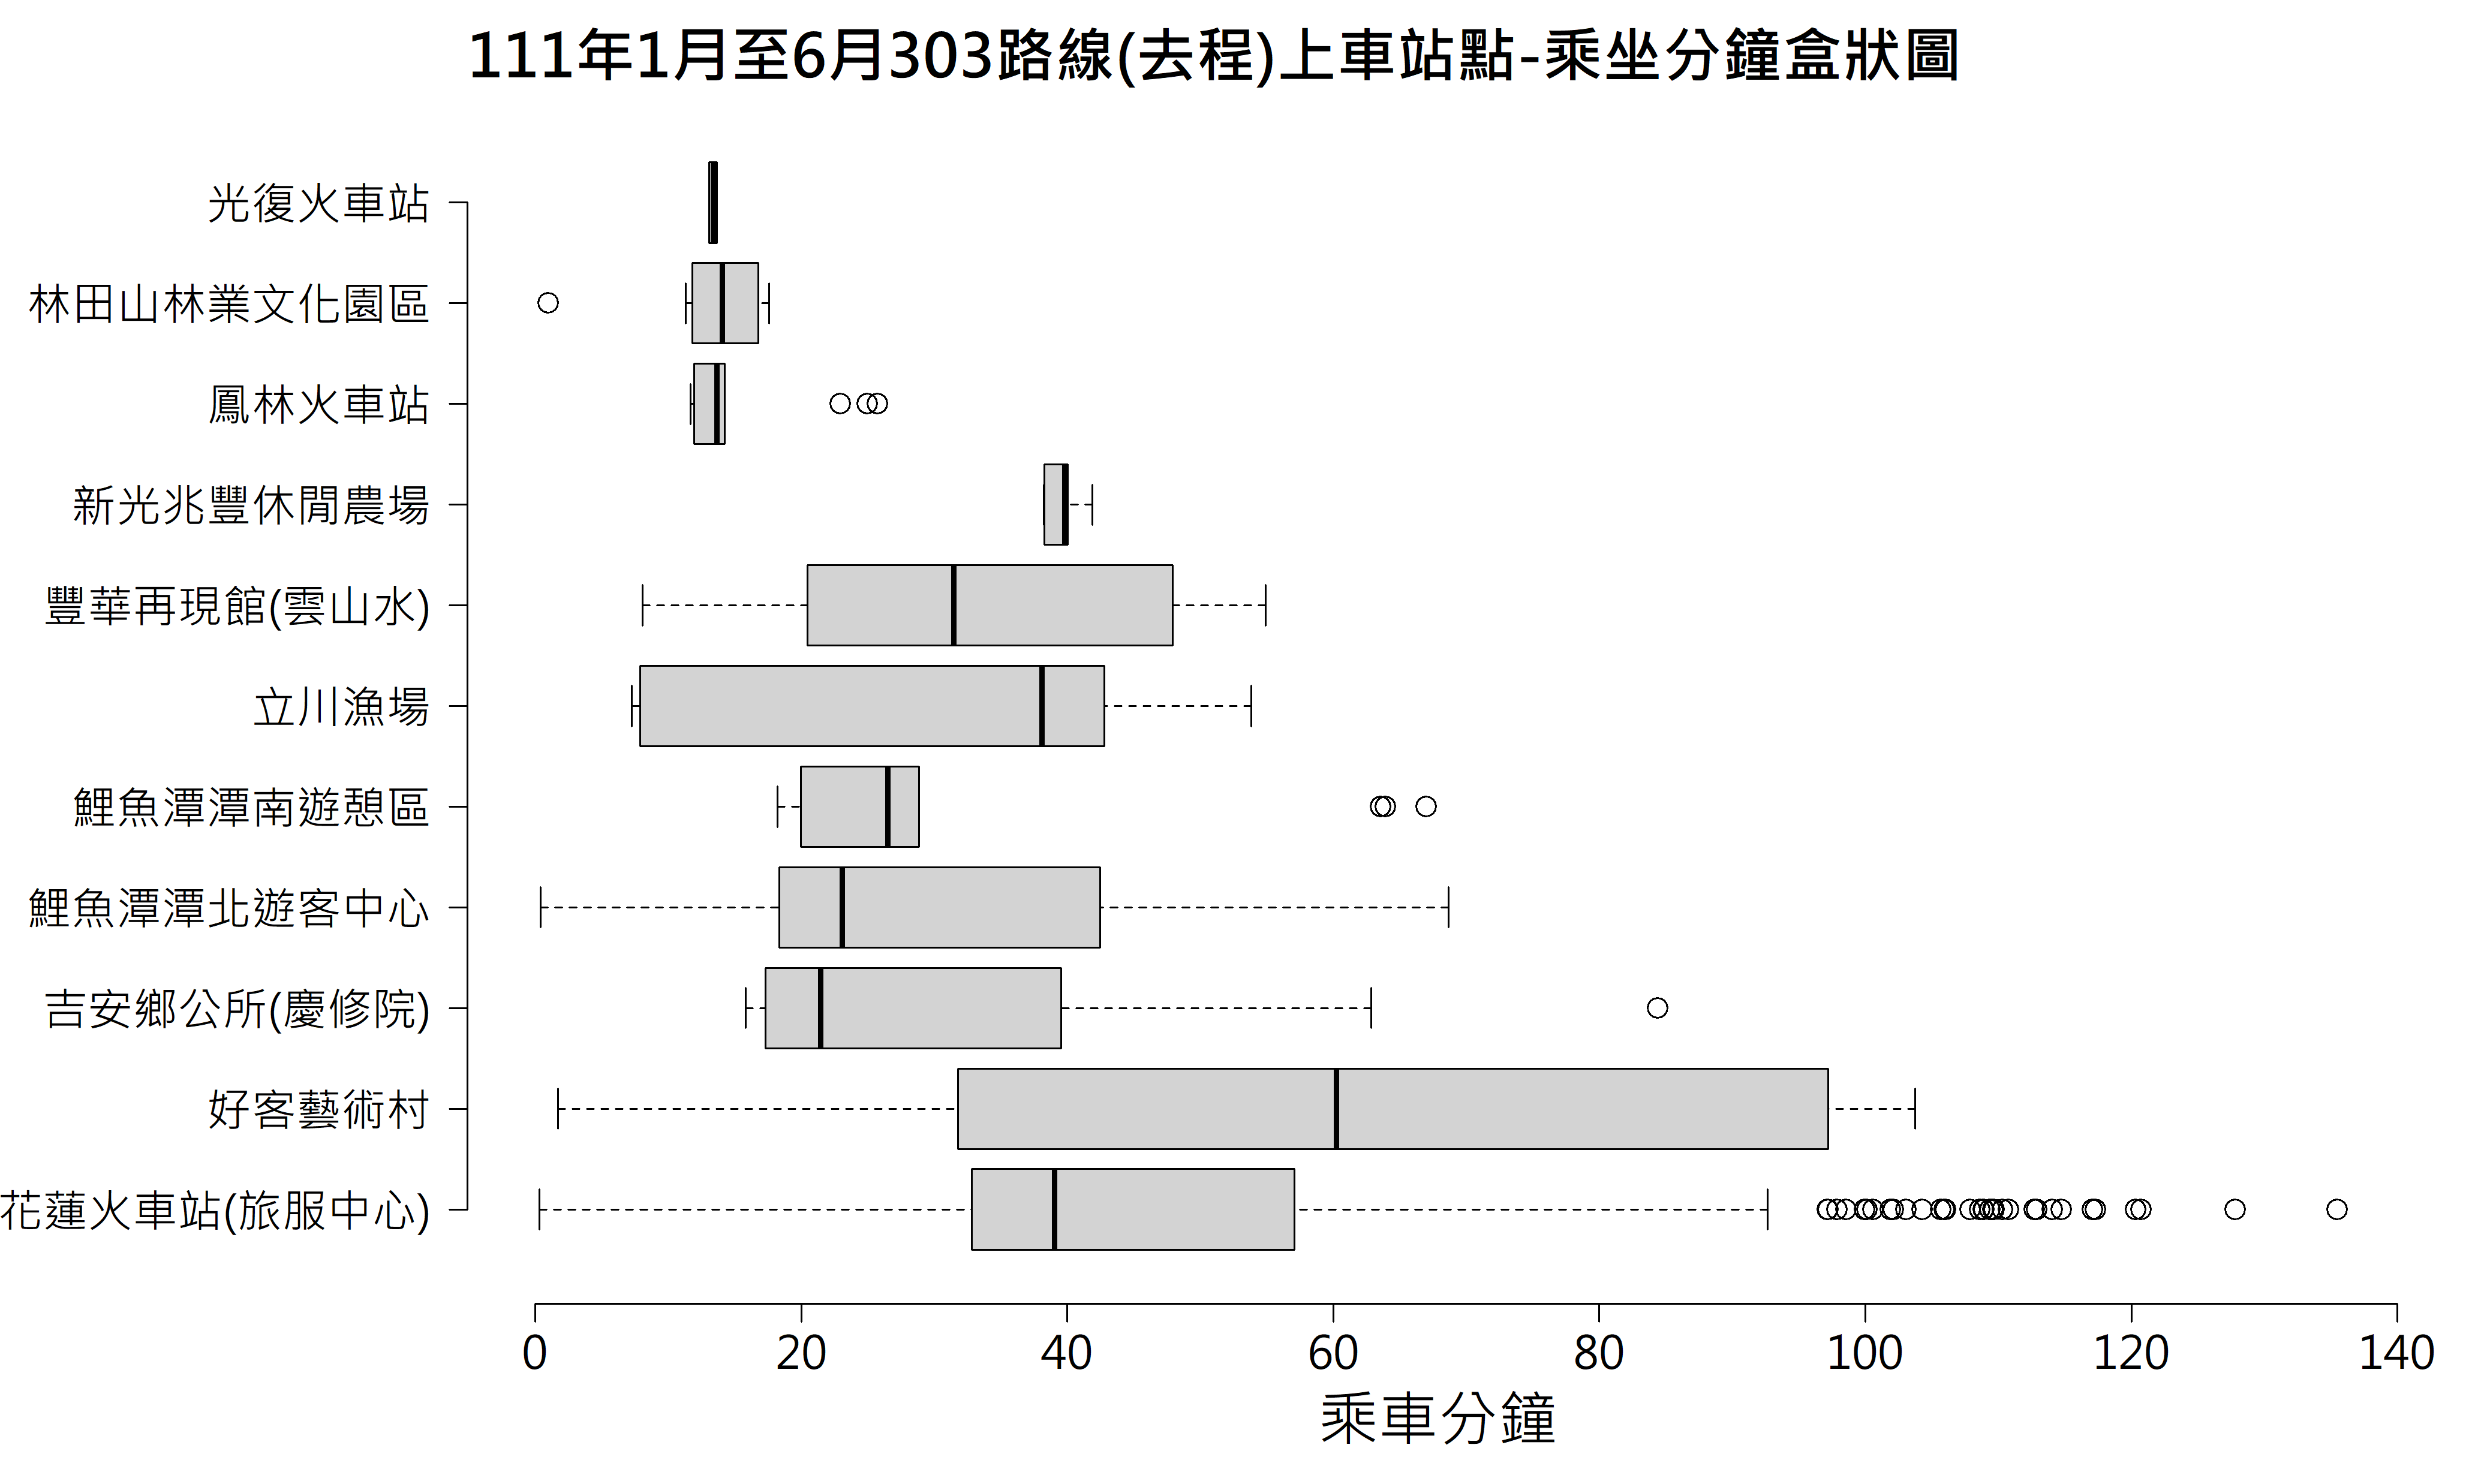 111年1月至6月303路線(去程)上車站點-乘坐分鐘盒狀圖
光復火車站
林田山林業文化園區
鳳林火車站
新光兆豐休閒農場
豐華再現館(雲山水)
立川漁場
鯉魚潭潭南遊憩區
鯉魚潭潭北遊客中心
吉安鄉公所(慶修院)
好客藝術村
花蓮火車站(旅服中心)
0 20 40 60 80 100 120 140
乘車分鐘